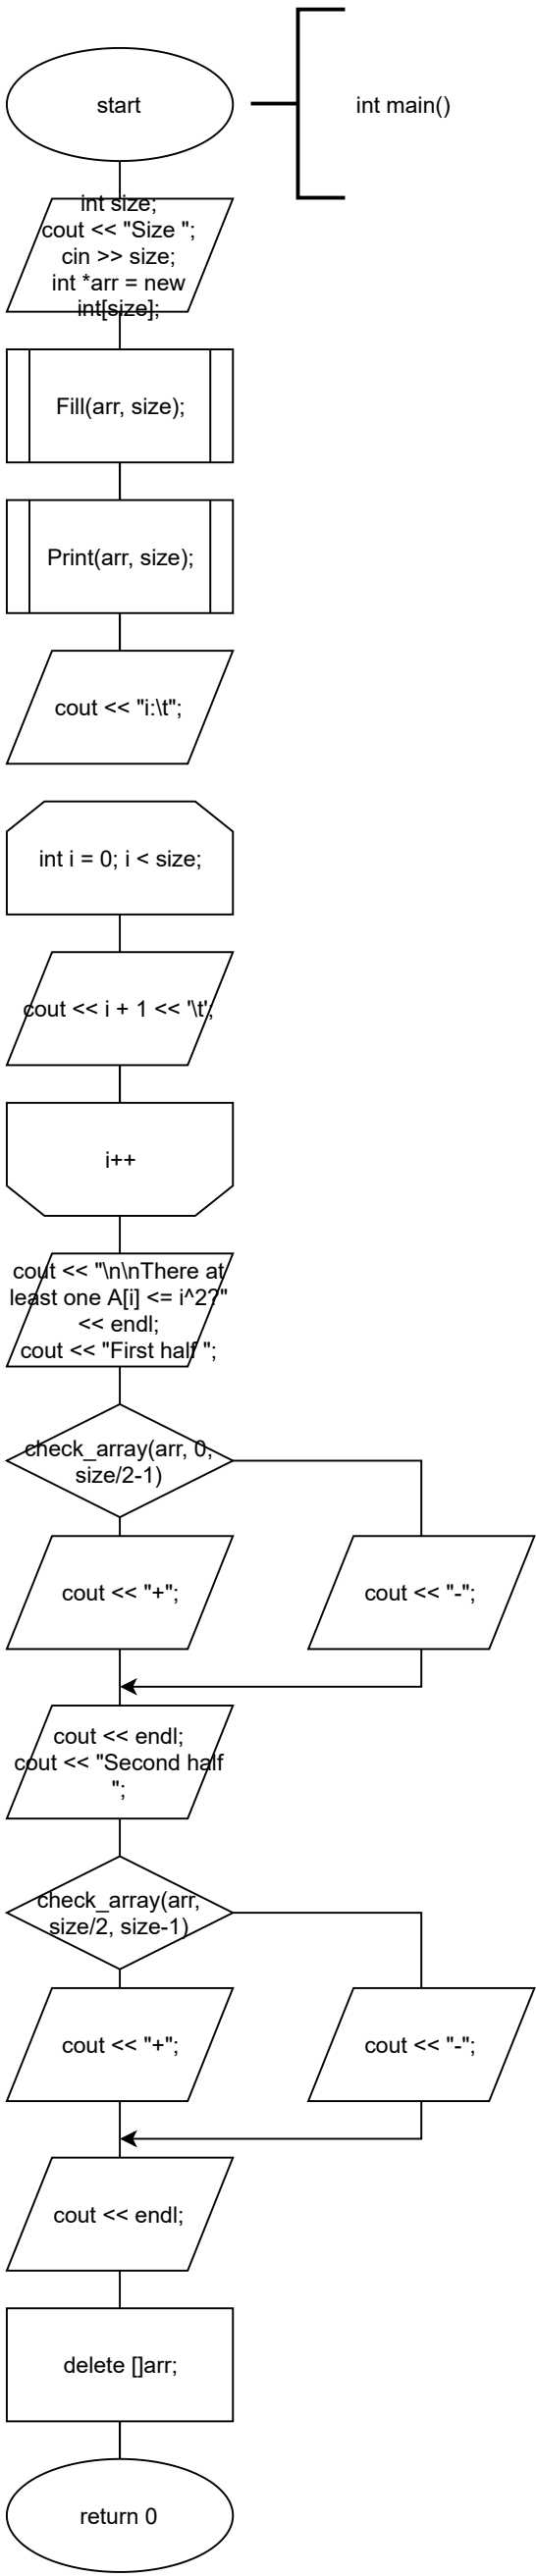 start
int main()
int size;
cout << "Size ";
cin >> size;
int *arr = new
int[size];
Fill(arr, size);
Print(arr, size);
cout << "i:\t";
int i = 0; i < size;
cout << i + 1 << '\t';
i++
cout << "\n\nThere at
least one A[i] <= i^2?"
<< endl;
cout << "First half ";
check_array(arr, 0,
size/2-1)
cout << "+";
cout << "-";
cout << endl;
cout << "Second half
";
check_array(arr,
size/2, size-1)
cout << "+";
cout << "-";
cout << endl;
delete []arr;
return 0